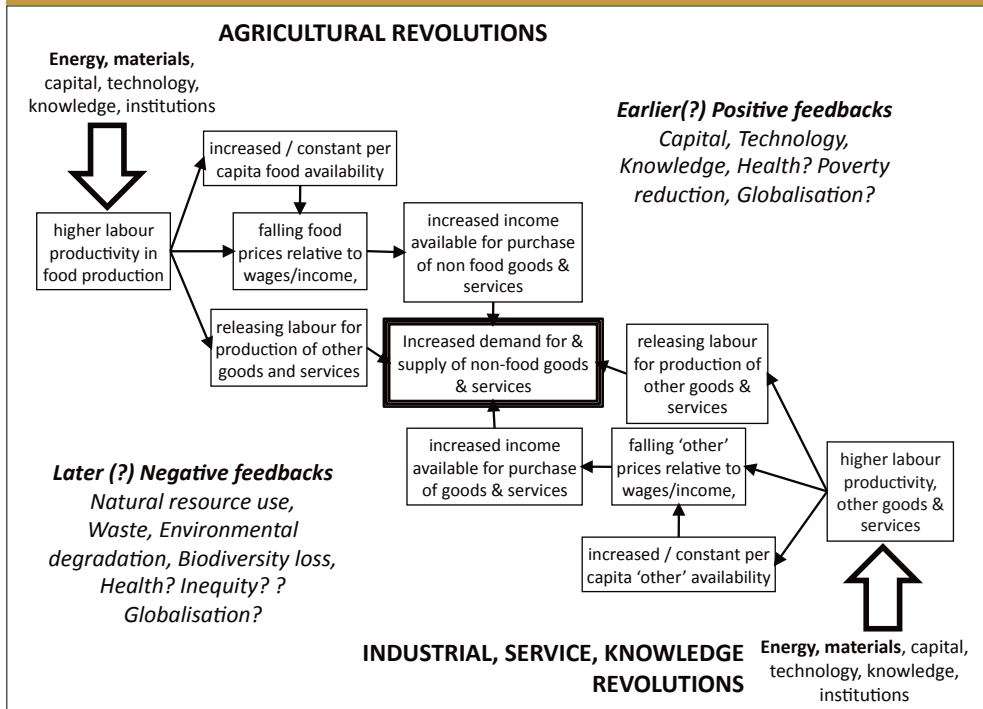 AGRICULTURAL REVOLUTIONS
Energy, materials,
capital, technology,
knowledge, institutions
Earlier(?) Positive feedbacks
Capital, Technology,
Knowledge, Health? Poverty
reduction, Globalisation?
increased / constant per
capita food availability
higher labour
productivity in
food production
falling food
prices relative to
wages/income,
increased income
available for purchase
of non food goods &
services
releasing labour for
production of other
goods and services
Increased demand for &
supply of non-food goods
& services
releasing labour
for production of
other goods &
services
increased income
available for purchase
of goods & services
falling ‘other’
prices relative to
wages/income,
higher labour
productivity,
other goods &
services
increased / constant per
capita ‘other’ availability
Later (?) Negative feedbacks
Natural resource use,
Waste, Environmental
degradation, Biodiversity loss,
Health? Inequity? ?
Globalisation?
INDUSTRIAL, SERVICE, KNOWLEDGE
REVOLUTIONS
Energy, materials, capital,
technology, knowledge,
institutions